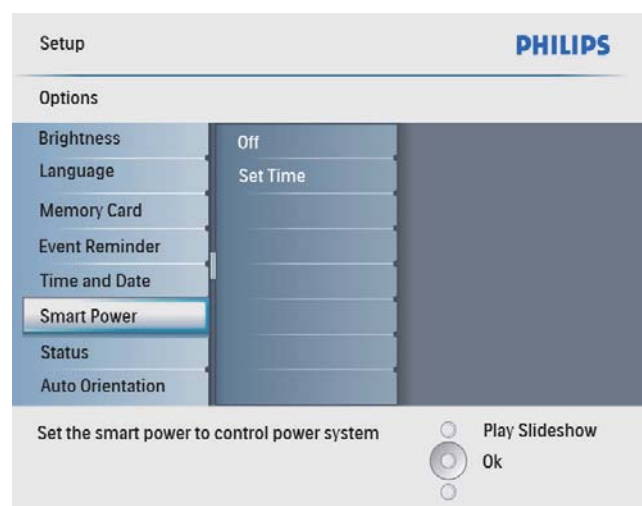 Setup
PHILIPS
Options
Brightness
Off
Language
Set Time
Memory Card
Event Reminder
Time and Date
Smart Power
Status
Auto Orientation
Set the smart power to control power system
Play Slideshow
Ok